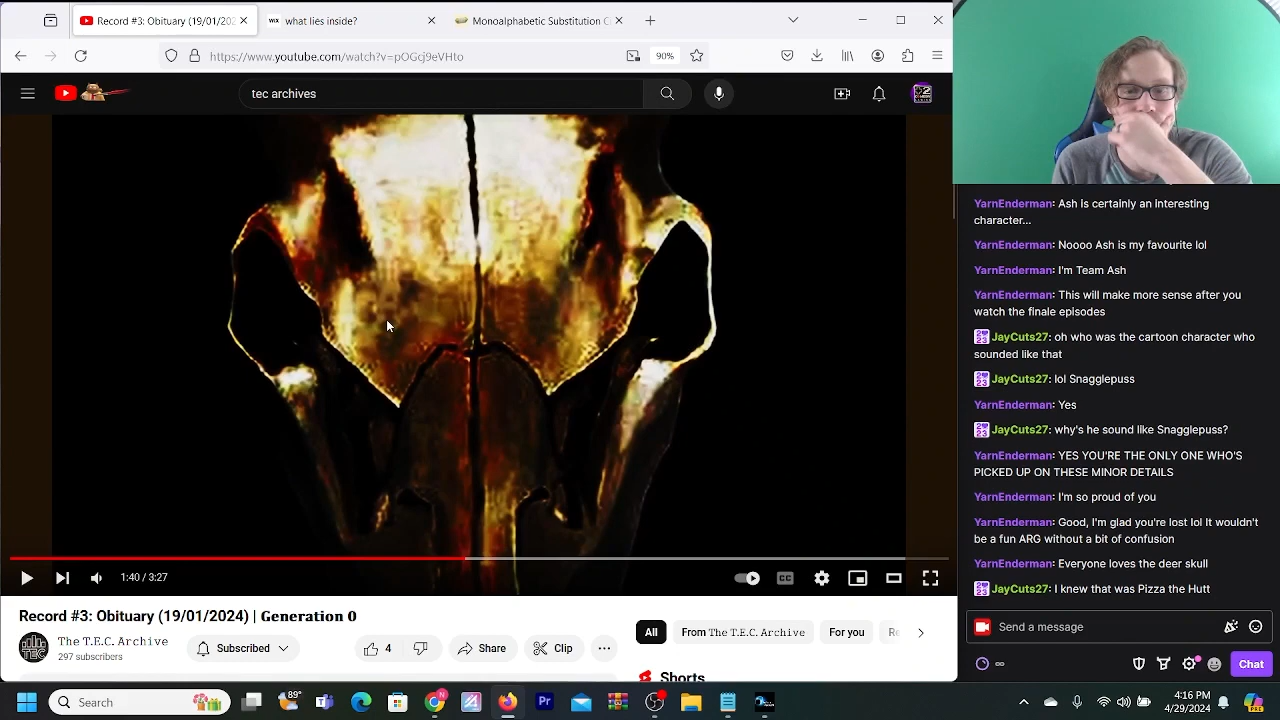 Record #3: Obituary (19/01/202
what lies inside?
Monoalphabetic Substitution C
https://www.youtube.com/watch?v=pOGcj9eVHto
90%
tec archives
1:40 / 3:27
CC
Record #3: Obituary (19/01/2024) | Generation 0
The T.E.C. Archive
297 subscribers
Subscribed
4
Share
Clip
All
From The T.E.C. Archive
For you
Re
Shorts
YarnEnderman: Ash is certainly an interesting
character...
YarnEnderman: Noooo Ash is my favourite lol
YarnEnderman: I'm Team Ash
YarnEnderman: This will make more sense after you
watch the finale episodes
JayCuts27: oh who was the cartoon character who
sounded like that
JayCuts27: lol Snagglepuss
YarnEnderman: Yes
JayCuts27: why's he sound like Snagglepuss?
YarnEnderman: YES YOU'RE THE ONLY ONE WHO'S
PICKED UP ON THESE MINOR DETAILS
YarnEnderman: I'm so proud of you
YarnEnderman: Good, I'm glad you're lost lol It wouldn't
be a fun ARG without a bit of confusion
YarnEnderman: Everyone loves the deer skull
JayCuts27: I knew that was Pizza the Hutt
Send a message
Chat
Search
89°
4:16 PM
4/29/2024